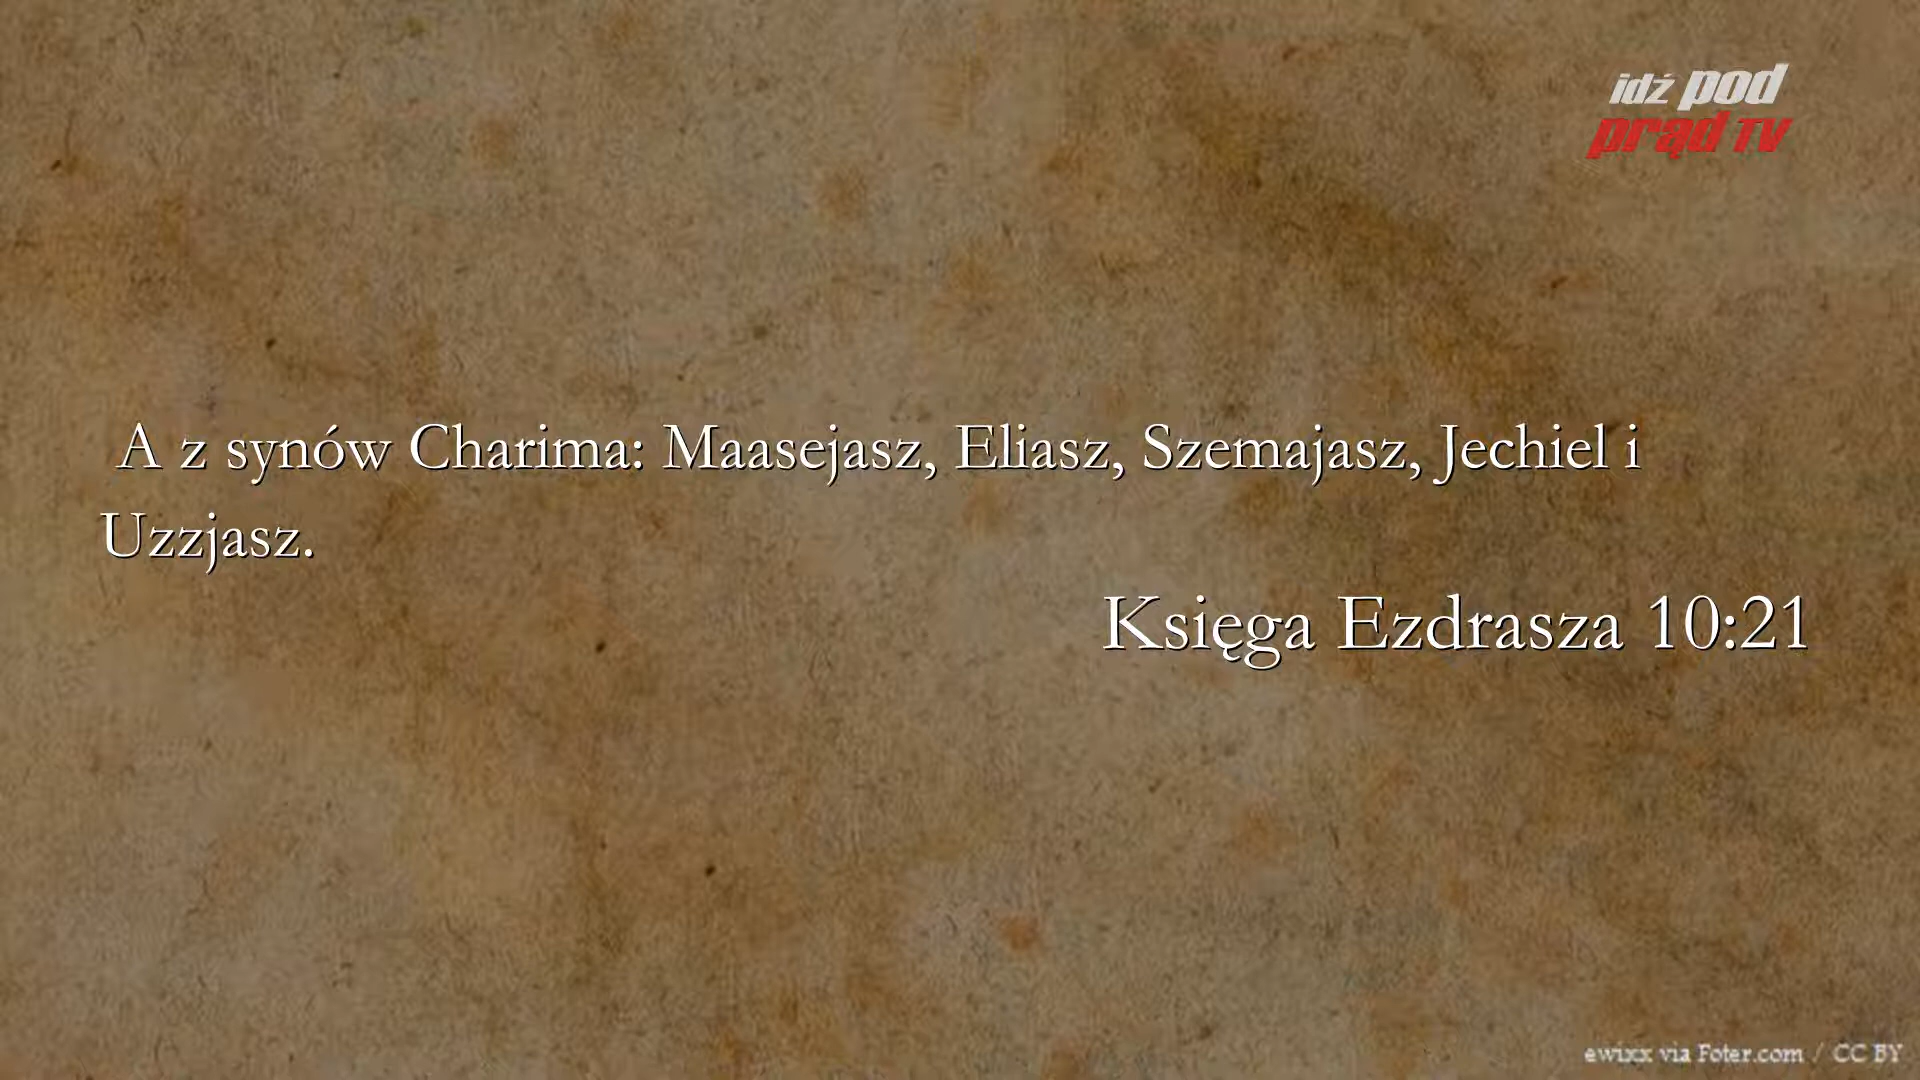 idź pod
prąd TV
A z synów Charima: Maasejasz, Eliasz, Szemajasz, Jechiel i
Uzzjasz.
Księga Ezdrasza 10:21
ewixx via Foter.com / CC BY